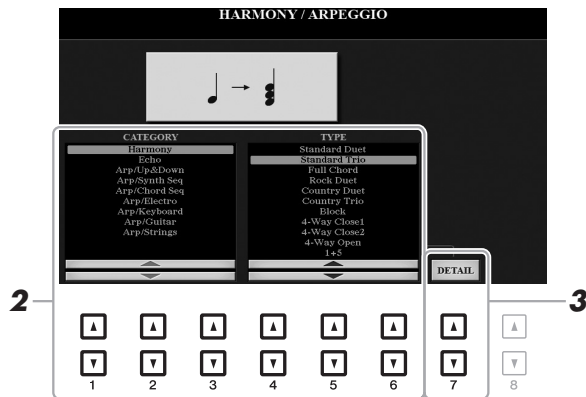 HARMONY / ARPEGGIO
CATEGORY
Harmony
Echo
Arp/Up&Down
Arp/Synth Seq
Arp/Chord Seq
Arp/Electro
Arp/Keyboard
Arp/Guitar
Arp/Strings
TYPE
Standard Duet
Standard Trio
Full Chord
Rock Duet
Country Duet
Country Trio
Block
4-Way Close1
4-Way Close2
4-Way Open
1+5
DETAIL
2
3
1 2 3 4 5 6 7 8